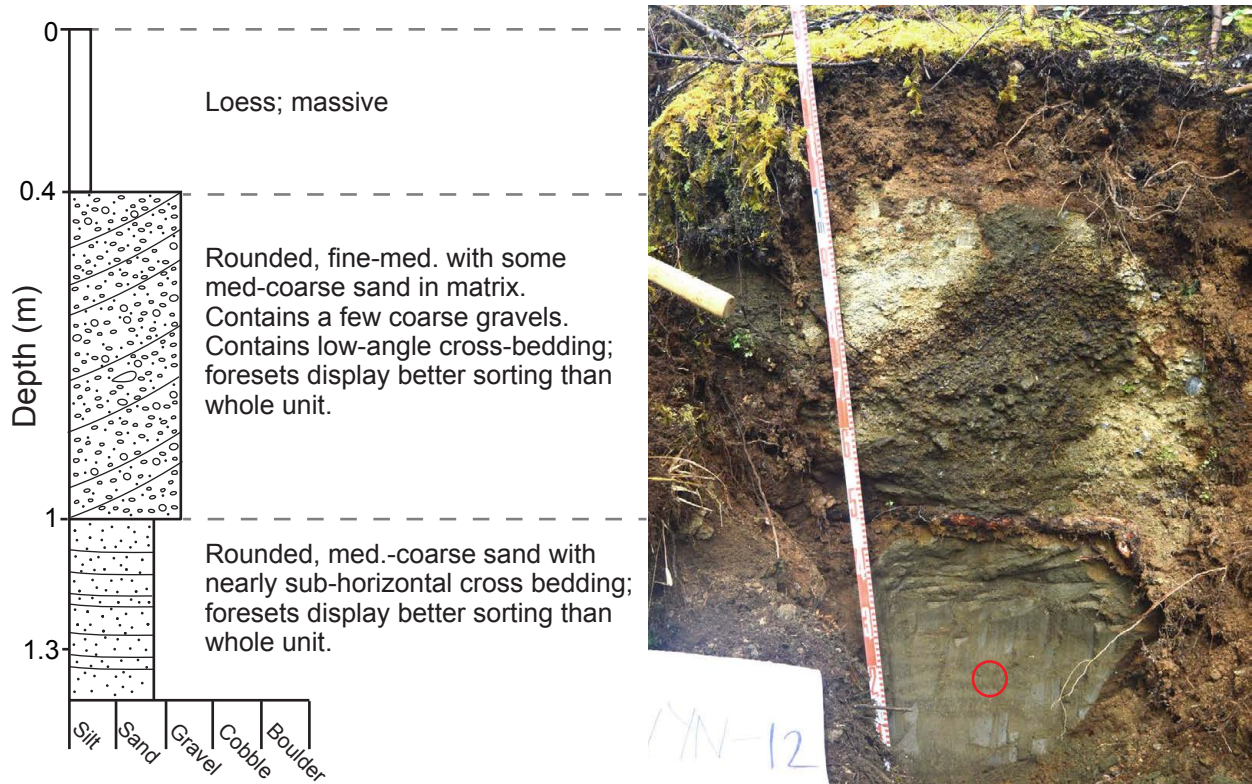 0
Loess; massive
0.4
Rounded, fine-med. with some
med-coarse sand in matrix.
Contains a few coarse gravels.
Contains low-angle cross-bedding;
foresets display better sorting than
whole unit.
Depth (m)
1
Rounded, med.-coarse sand with
nearly sub-horizontal cross bedding;
foresets display better sorting than
whole unit.
1.3
Silt
Sand
Gravel
Cobble
Boulder
YN-12